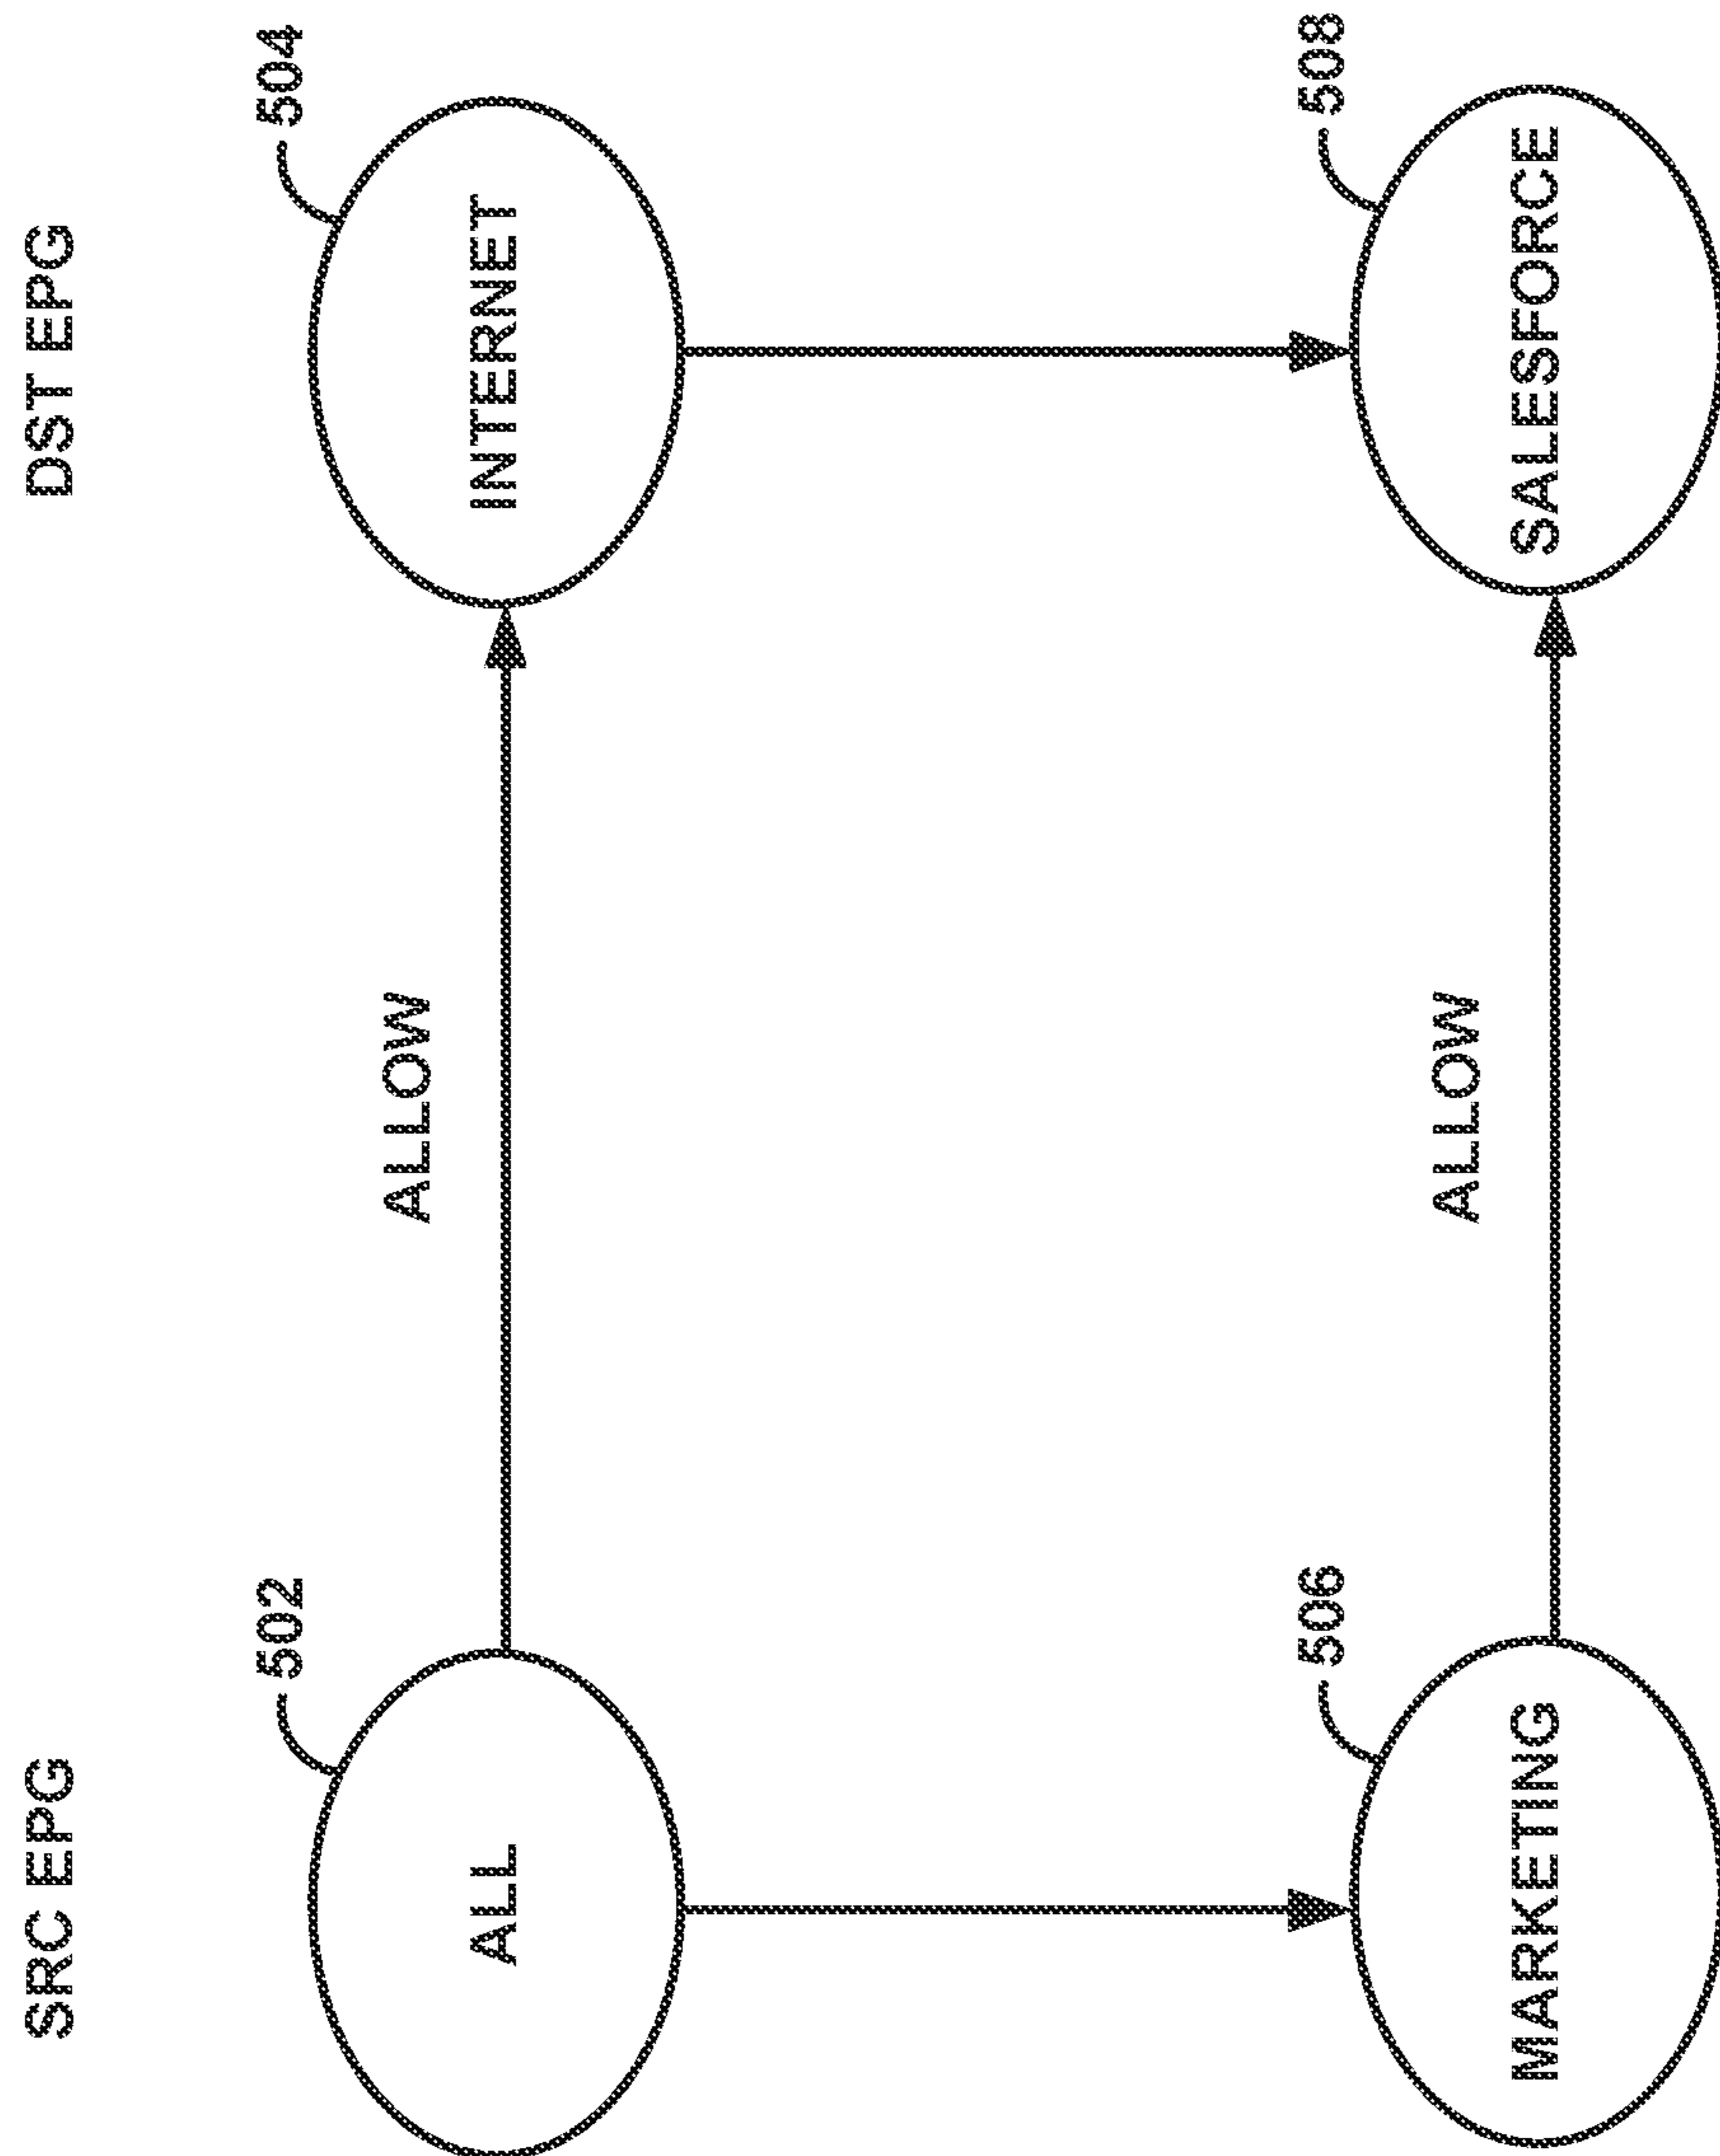 SRC EPG
DST EPG
502
504
ALLOW
ALL
INTERNET
506
508
ALLOW
MARKETING
SALESFORCE